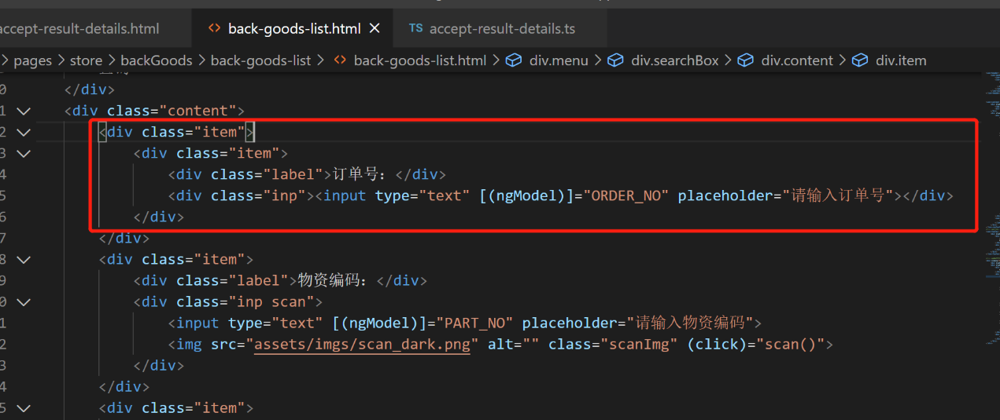 accept-result-details.html
<> back-goods-list.html ×
TS accept-result-details.ts
> pages > store > backGoods > back-goods-list > <> back-goods-list.html > div.menu > div.searchBox > div.content > div.item
0 </div>
1 <div class="content">
2 <div class="item">
3 <div class="item">
4 <div class="label">订单号：</div>
5 <div class="inp"><input type="text" [(ngModel)]="ORDER_NO" placeholder="请输入订单号"></div>
6 </div>
7 </div>
8 <div class="item">
9 <div class="label">物资编码：</div>
0 <div class="inp scan">
1 <input type="text" [(ngModel)]="PART_NO" placeholder="请输入物资编码">
2 <img src="assets/imgs/scan_dark.png" alt="" class="scanImg" (click)="scan()">
3 </div>
4 </div>
5 <div class="item">